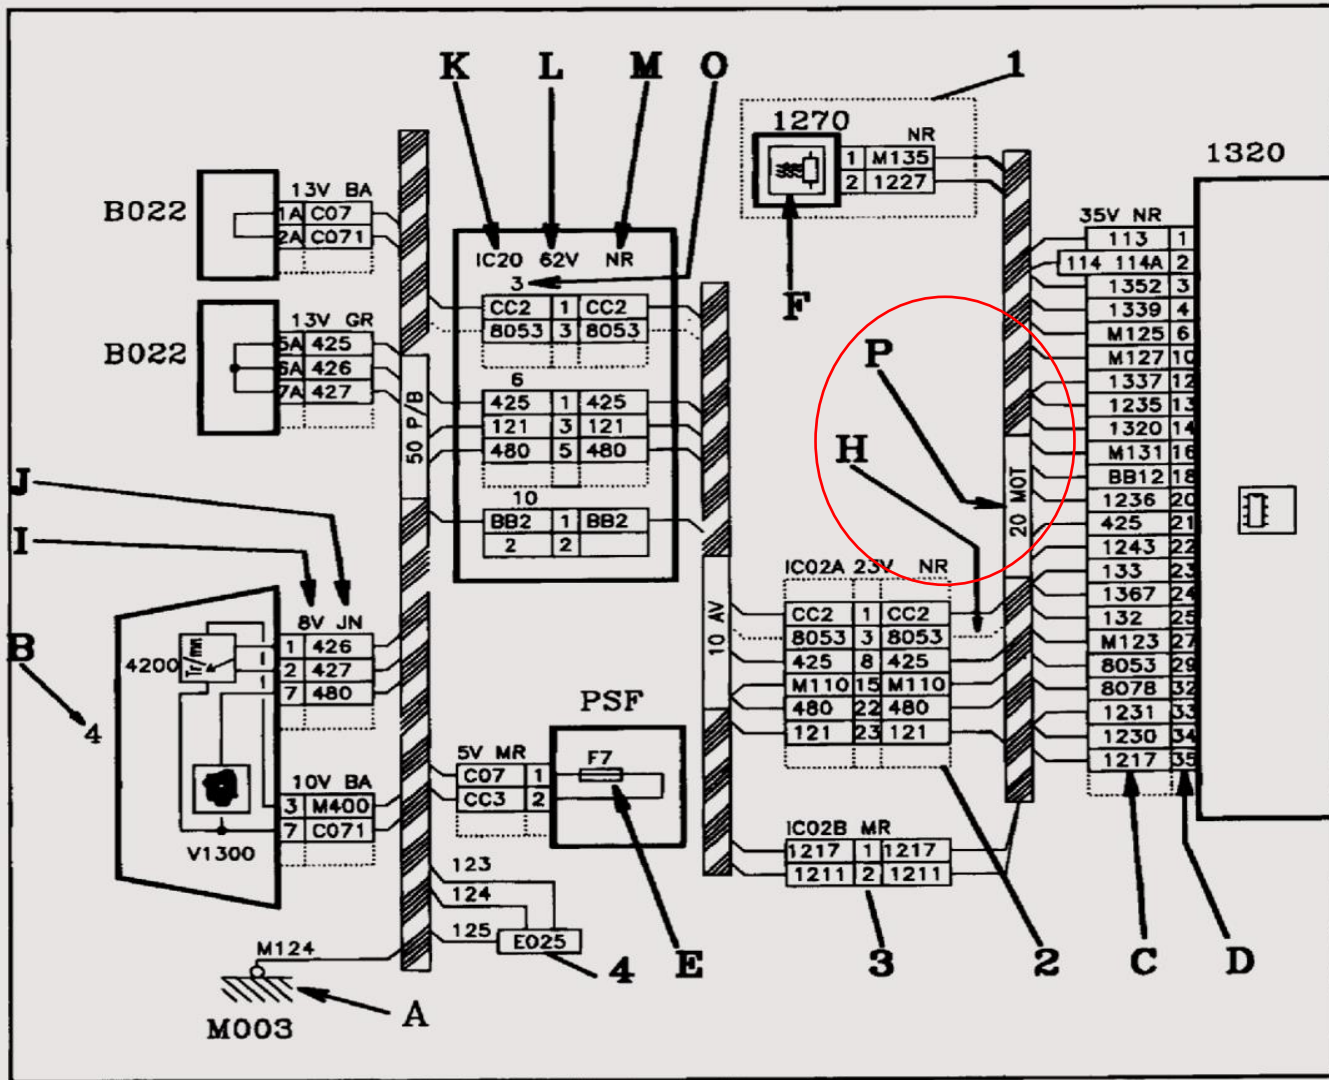 K L M O 1
1270
NR
1 M135
2 1227
1320
B022
13V BA
1A C07
2A C071
IC20 62V NR
3
CC2 1 CC2
8053 3 8053
F
35V NR
113 1
114 114A 2
1352 3
1339 4
M125 6
M127 10
1337 12
1235 13
1320 14
M131 16
BB12 18
1236 20
425 21
1243 22
133 23
1367 24
132 25
M123 27
8053 29
8078 32
1231 33
1230 34
1217 35
B022
13V GR
5A 425
6A 426
7A 427
50 P/B
6
425 1 425
121 3 121
480 5 480
10
BB2 1 BB2
2 2
P
H
20 MOT
J
I
B
4
8V JN
4200
Tr/mn
1 426
2 427
7 480
10V BA
3 M400
7 C071
V1300
10 AV
IC02A 23V NR
CC2 1 CC2
8053 3 8053
425 8 425
M110 15 M110
480 22 480
121 23 121
PSF
5V MR
C07 1
CC3 2
F7
IC02B MR
1217 1 1217
1211 2 1211
123
124
125
E025
M124
M003
A
4 E 3 2 C D